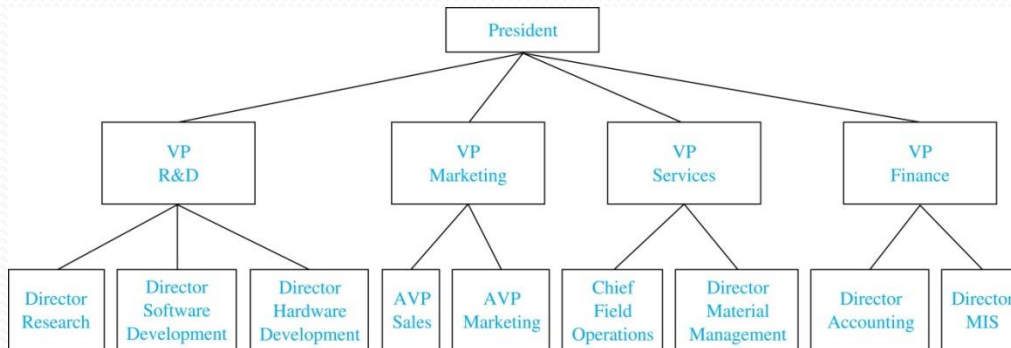 President
VP
R&D
VP
Marketing
VP
Services
VP
Finance
Director
Research
Director
Software
Development
Director
Hardware
Development
AVP
Sales
AVP
Marketing
Chief
Field
Operations
Director
Material
Management
Director
Accounting
Director
MIS